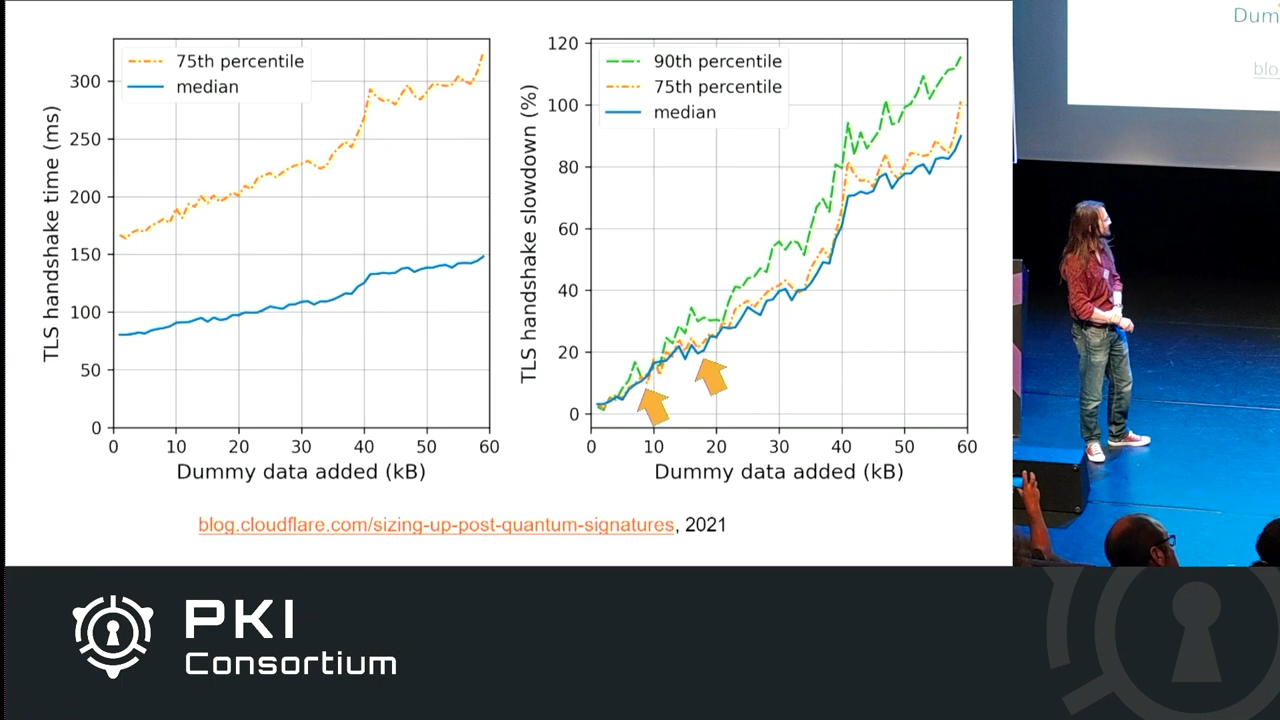 TLS handshake time (ms)
75th percentile
median
300
250
200
150
100
50
0
0
10
20
30
40
50
60
Dummy data added (kB)
TLS handshake slowdown (%)
90th percentile
75th percentile
median
120
100
80
60
40
20
0
0
10
20
30
40
50
60
Dummy data added (kB)
blog.cloudflare.com/sizing-up-post-quantum-signatures, 2021
Dum
blo
PKI
Consortium